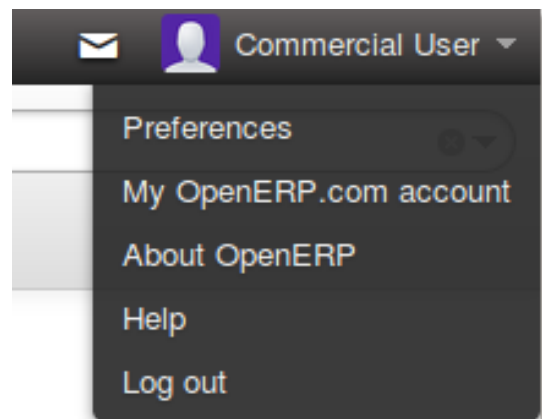 Commercial User
Preferences
My OpenERP.com account
About OpenERP
Help
Log out